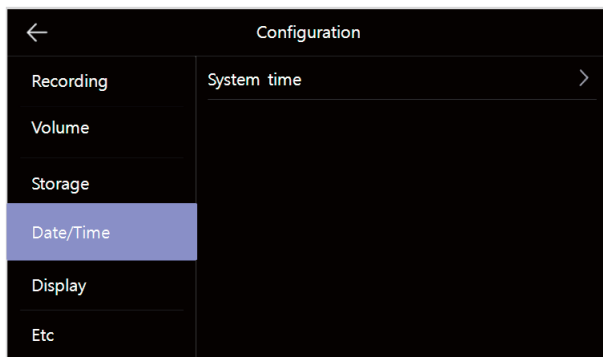 Configuration
Recording
System time
Volume
Storage
Date/Time
Display
Etc